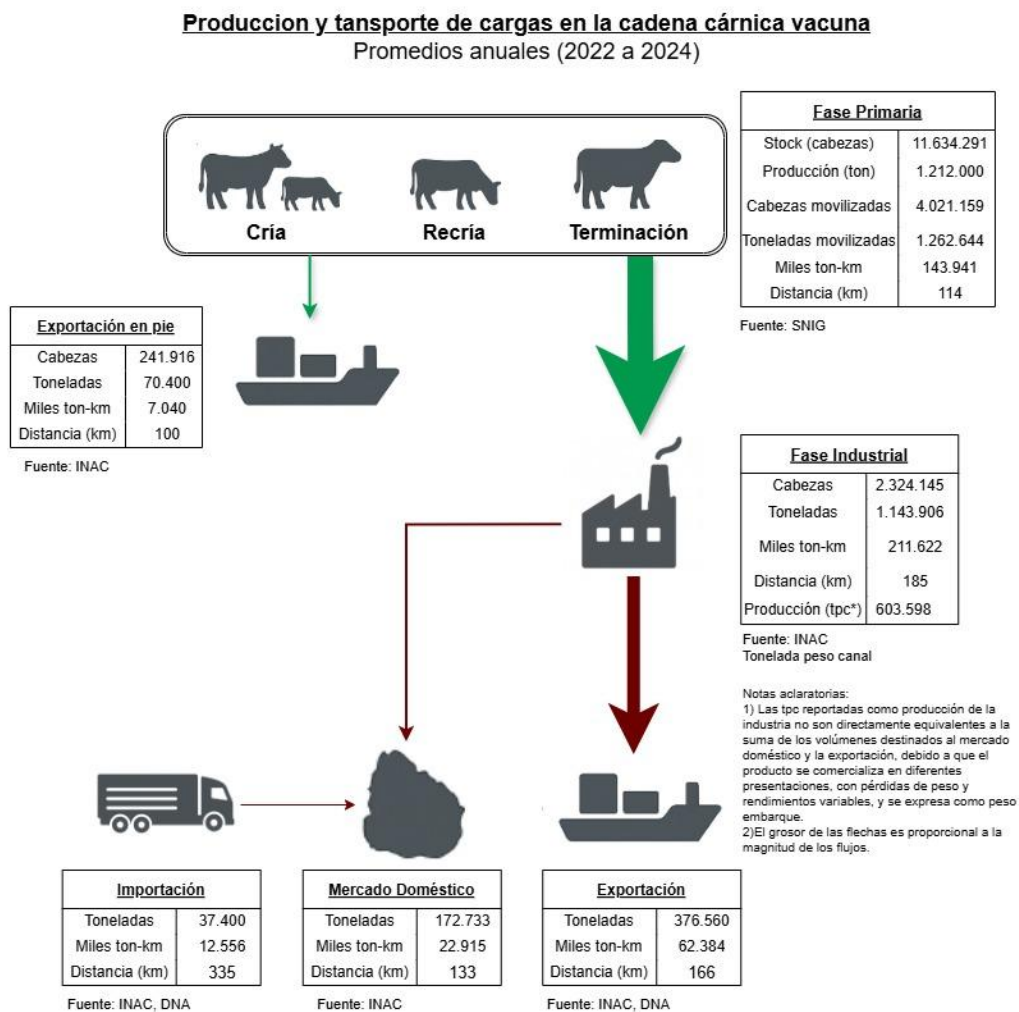 Produccion y tansporte de cargas en la cadena cárnica vacuna
Promedios anuales (2022 a 2024)
Cría
Recría
Terminación
Fase Primaria
Stock (cabezas) 11.634.291
Producción (ton) 1.212.000
Cabezas movilizadas 4.021.159
Toneladas movilizadas 1.262.644
Miles ton-km 143.941
Distancia (km) 114
Fuente: SNIG
Exportación en pie
Cabezas 241.916
Toneladas 70.400
Miles ton-km 7.040
Distancia (km) 100
Fuente: INAC
Fase Industrial
Cabezas 2.324.145
Toneladas 1.143.906
Miles ton-km 211.622
Distancia (km) 185
Producción (tpc*) 603.598
Fuente: INAC
Tonelada peso canal
Notas aclaratorias:
1) Las tpc reportadas como producción de la
industria no son directamente equivalentes a la
suma de los volúmenes destinados al mercado
doméstico y la exportación, debido a que el
producto se comercializa en diferentes
presentaciones, con pérdidas de peso y
rendimientos variables, y se expresa como peso
embarque.
2)El grosor de las flechas es proporcional a la
magnitud de los flujos.
Importación
Toneladas 37.400
Miles ton-km 12.556
Distancia (km) 335
Fuente: INAC, DNA
Mercado Doméstico
Toneladas 172.733
Miles ton-km 22.915
Distancia (km) 133
Fuente: INAC
Exportación
Toneladas 376.560
Miles ton-km 62.384
Distancia (km) 166
Fuente: INAC, DNA